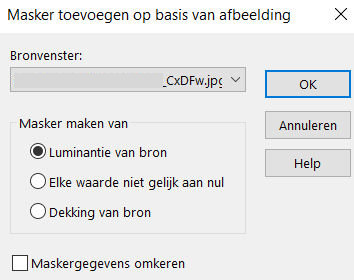 Masker toevoegen op basis van afbeelding
Bronvenster:
_CxDFw.jpg
OK
Masker maken van
Annuleren
Luminantie van bron
Help
Elke waarde niet gelijk aan nul
Dekking van bron
Maskergegevens omkeren